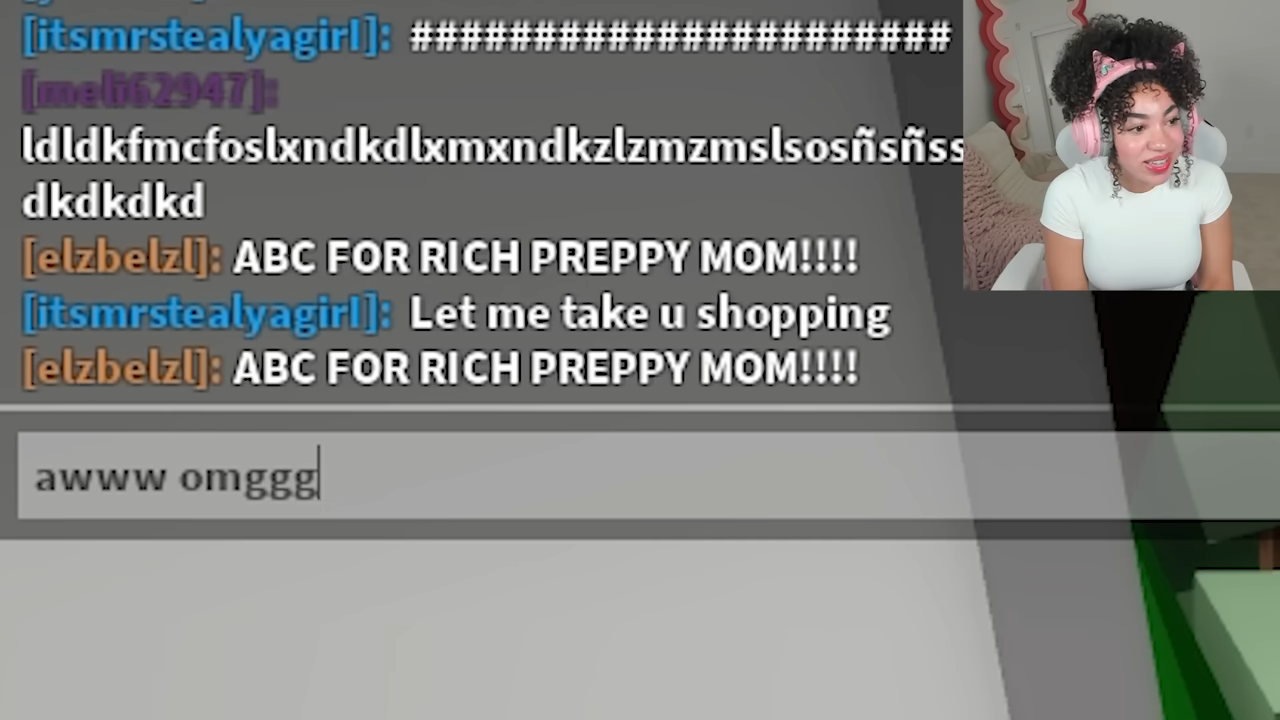 [itsmrstealyagirl]: ######################
[meli62947]:
ldldkfmcfoslxndkdlxmxndkzlzmzmslsosñsñss
dkdkdkd
[elzbelzl]: ABC FOR RICH PREPPY MOM!!!!
[itsmrstealyagirl]: Let me take u shopping
[elzbelzl]: ABC FOR RICH PREPPY MOM!!!!
awww omggg